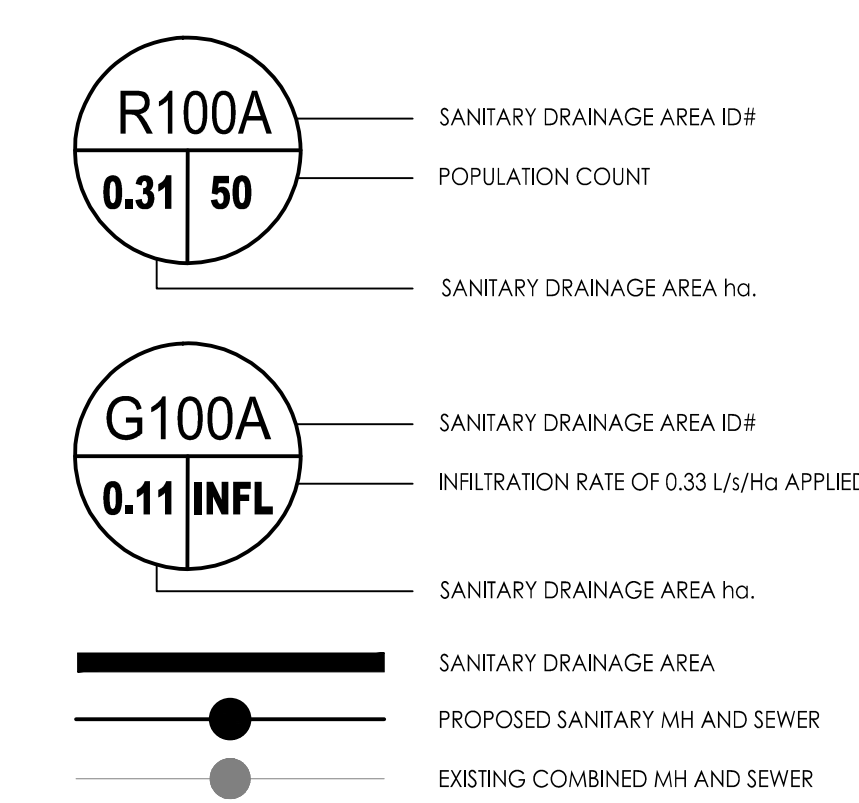 R100A
SANITARY DRAINAGE AREA ID#
0.31 50
POPULATION COUNT
SANITARY DRAINAGE AREA ha.
G100A
SANITARY DRAINAGE AREA ID#
0.11 INFL
INFILTRATION RATE OF 0.33 L/s/Ha APPLIED
SANITARY DRAINAGE AREA ha.
SANITARY DRAINAGE AREA
PROPOSED SANITARY MH AND SEWER
EXISTING COMBINED MH AND SEWER